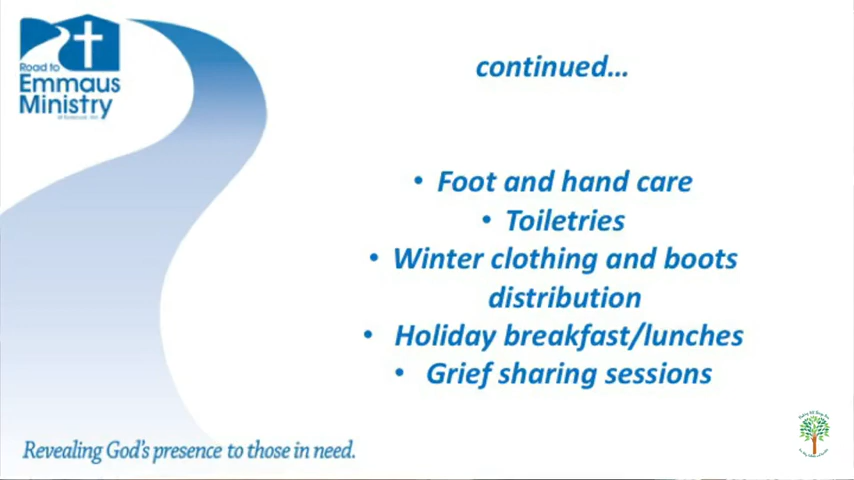 Road to
Emmaus
Ministry
continued...
• Foot and hand care
• Toiletries
• Winter clothing and boots
distribution
• Holiday breakfast/lunches
• Grief sharing sessions
Revealing God's presence to those in need.